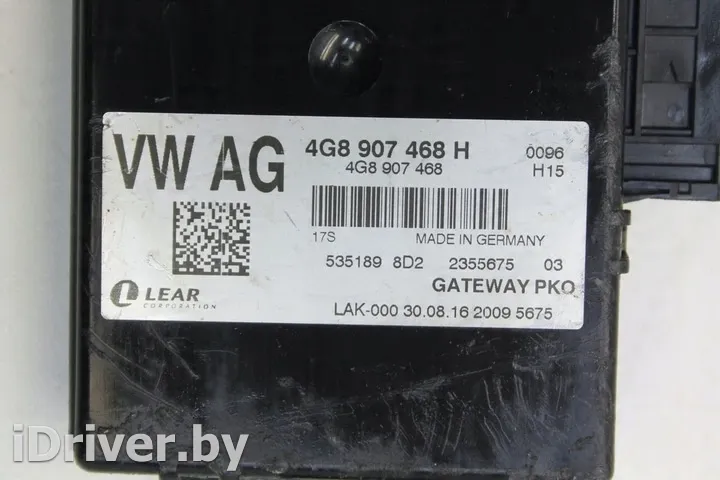 VW AG
4G8 907 468 H
0096
4G8 907 468
H15
17S
MADE IN GERMANY
535189 8D2 2355675 03
GATEWAY PKO
LEAR
CORPORATION
LAK-000 30.08.16 2009 5675
iDriver.by